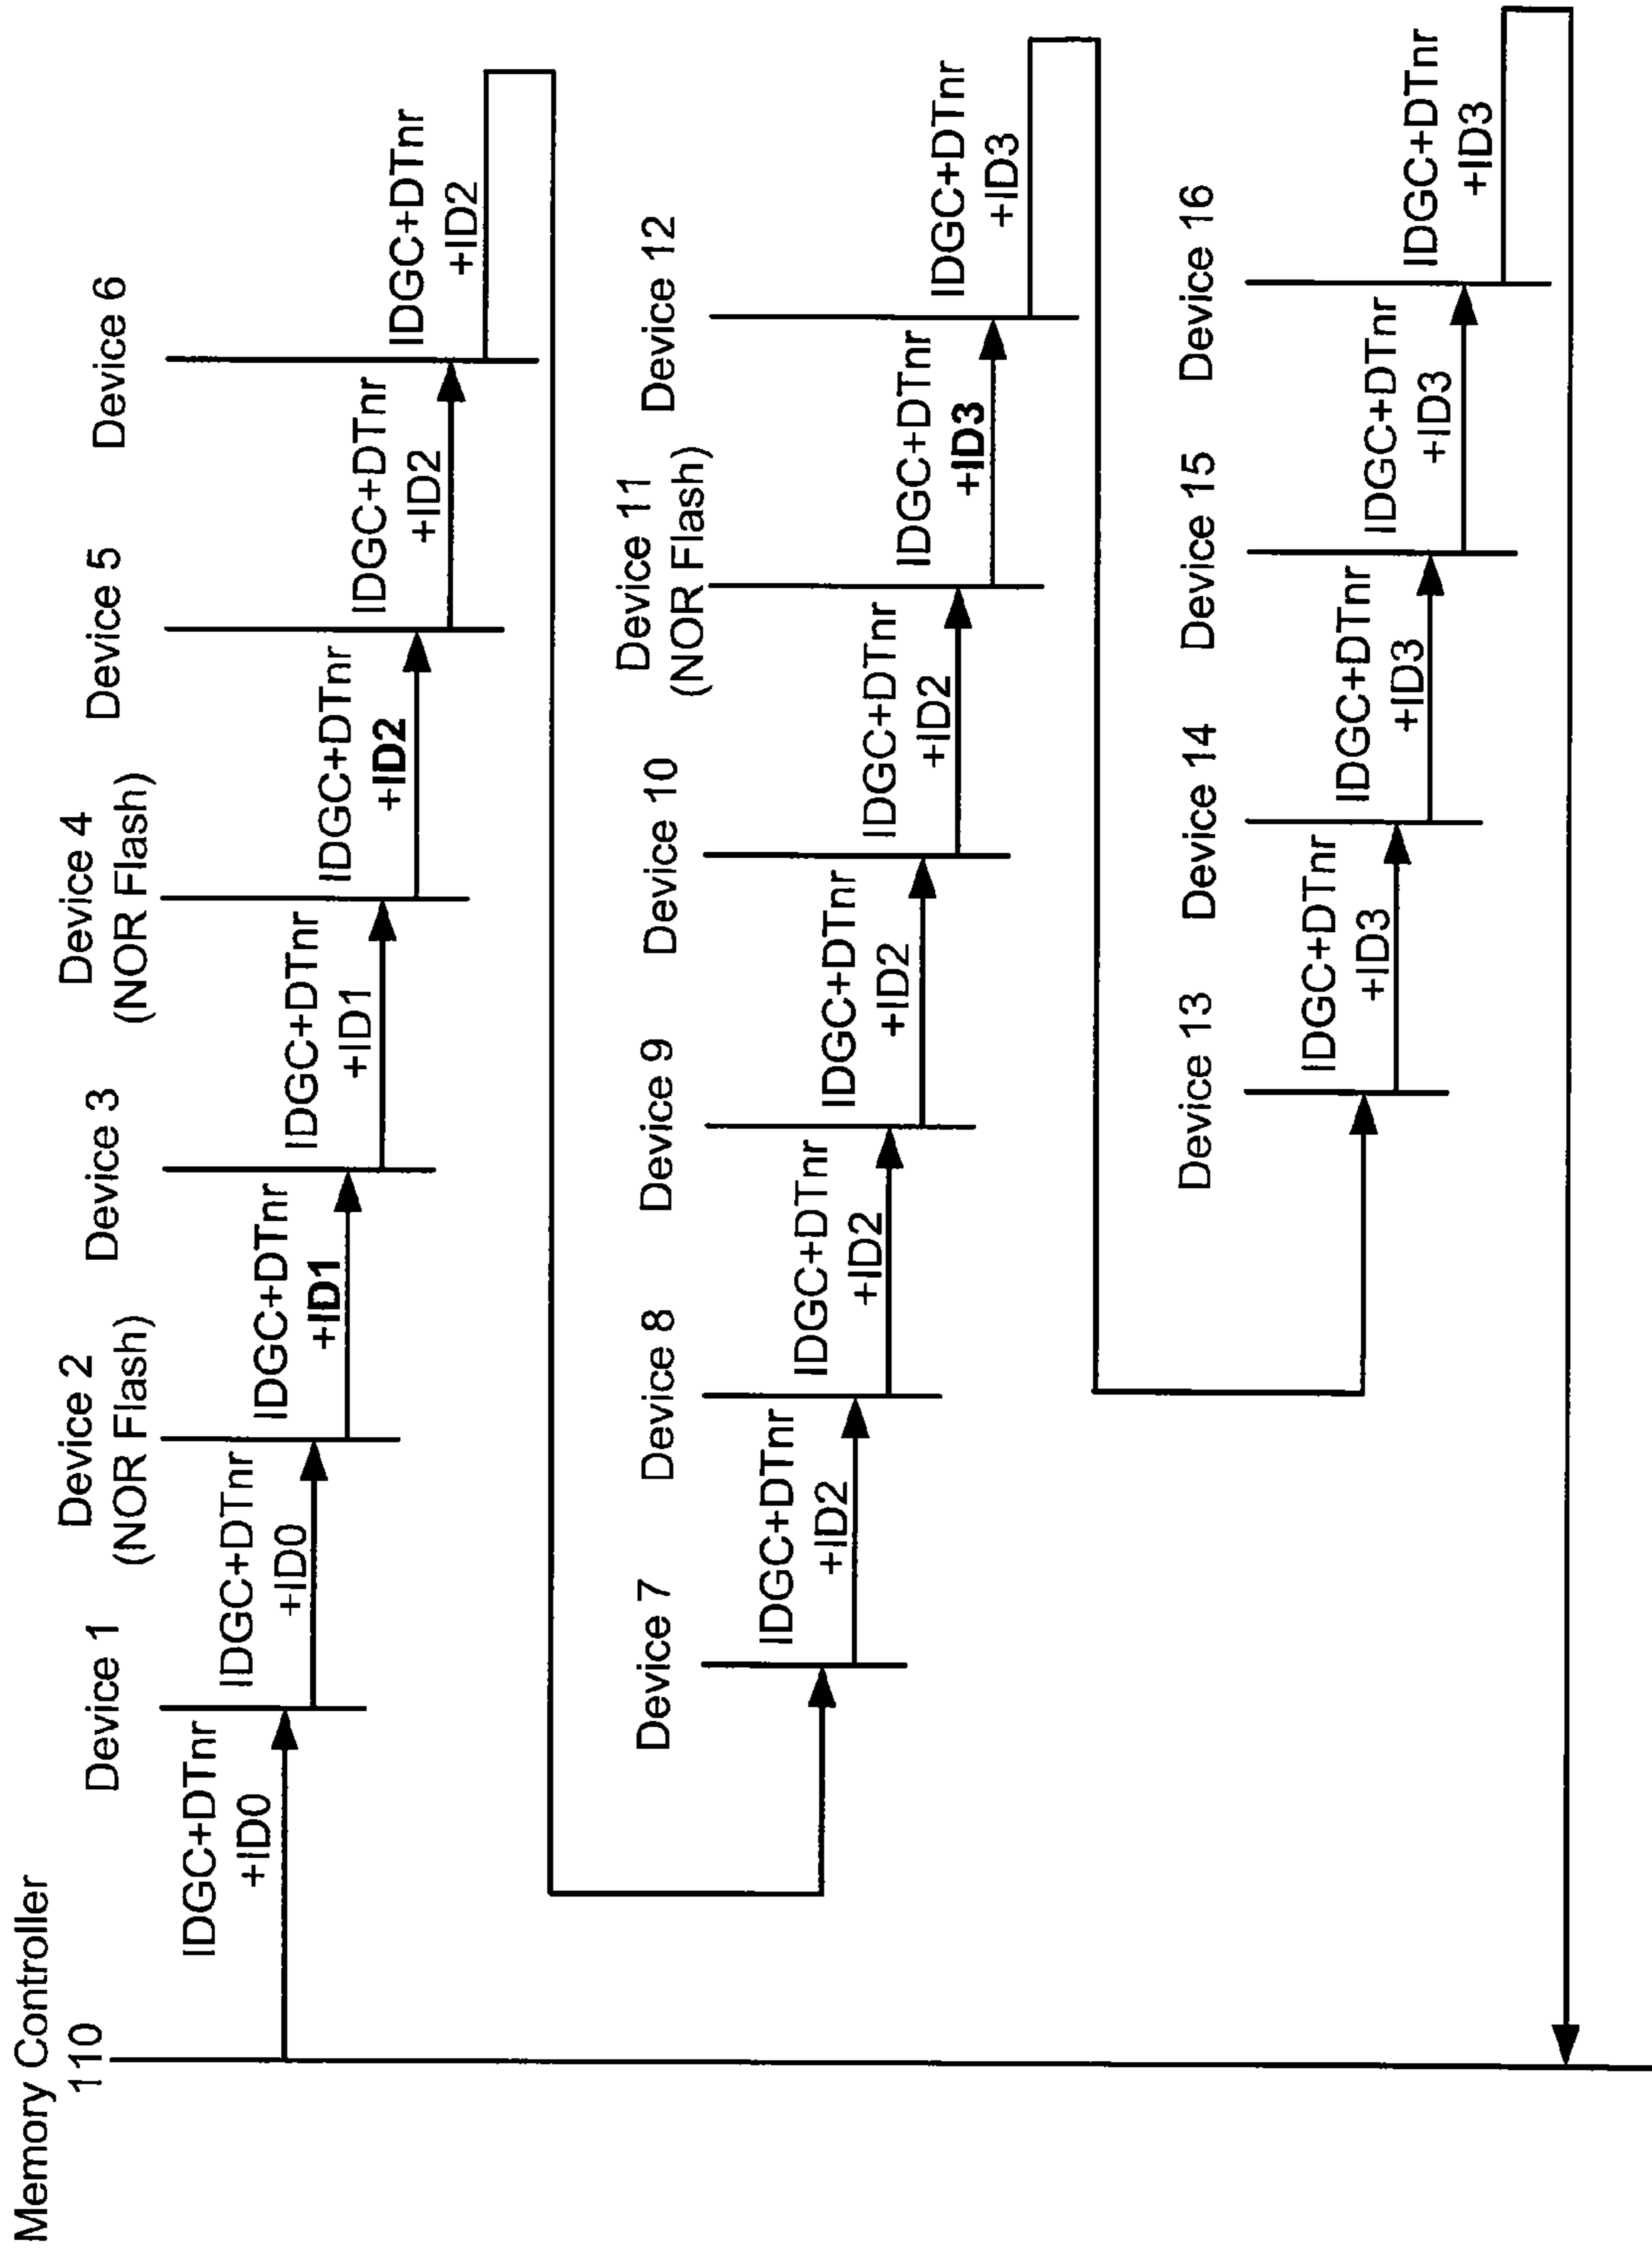 Memory Controller
110
IDGC+DTnr
+ID0
Device 1
IDGC+DTnr
+ID0
Device 2
(NOR Flash)
IDGC+DTnr
+ID1
Device 3
IDGC+DTnr
+ID1
Device 4
(NOR Flash)
IDGC+DTnr
+ID2
Device 5
IDGC+DTnr
+ID2
Device 6
IDGC+DTnr
+ID2
Device 7
IDGC+DTnr
+ID2
Device 8
IDGC+DTnr
+ID2
Device 9
IDGC+DTnr
+ID2
Device 10
IDGC+DTnr
+ID2
Device 11
(NOR Flash)
IDGC+DTnr
+ID3
Device 12
IDGC+DTnr
+ID3
Device 13
IDGC+DTnr
+ID3
Device 14
IDGC+DTnr
+ID3
Device 15
IDGC+DTnr
+ID3
Device 16
IDGC+DTnr
+ID3